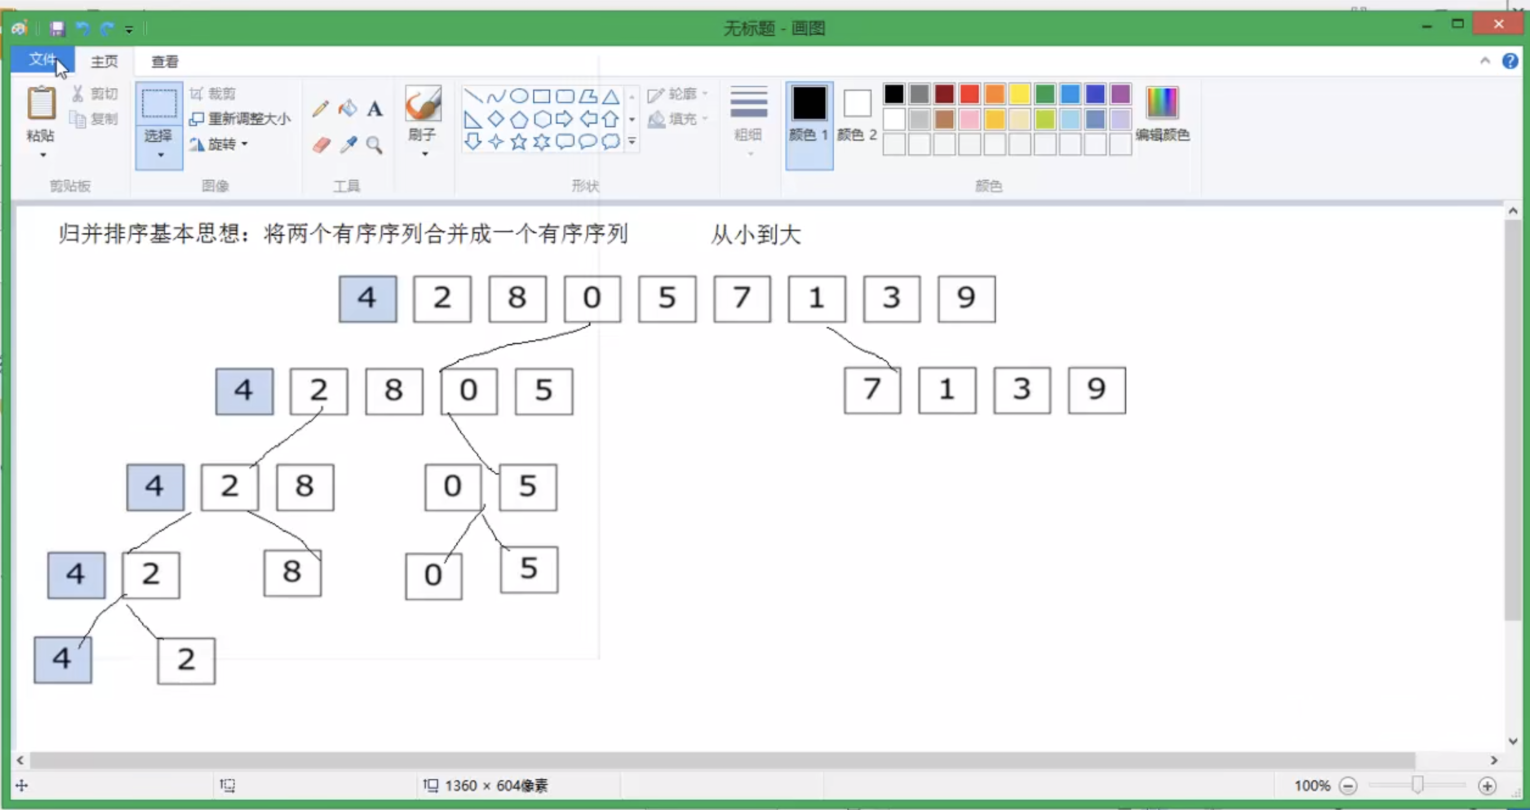 无标题 - 画图
文件 主页 查看
粘贴 剪切 复制 选择 裁剪 重新调整大小 旋转 A 刷子 轮廓 填充 粗细 颜色 1 颜色 2 编辑颜色
剪贴板 图像 工具 形状 颜色
归并排序基本思想：将两个有序序列合并成一个有序序列 从小到大
4 2 8 0 5 7 1 3 9
4 2 8 0 5 7 1 3 9
4 2 8 0 5
4 2 8 0 5
4 2
1360 × 604像素 100%